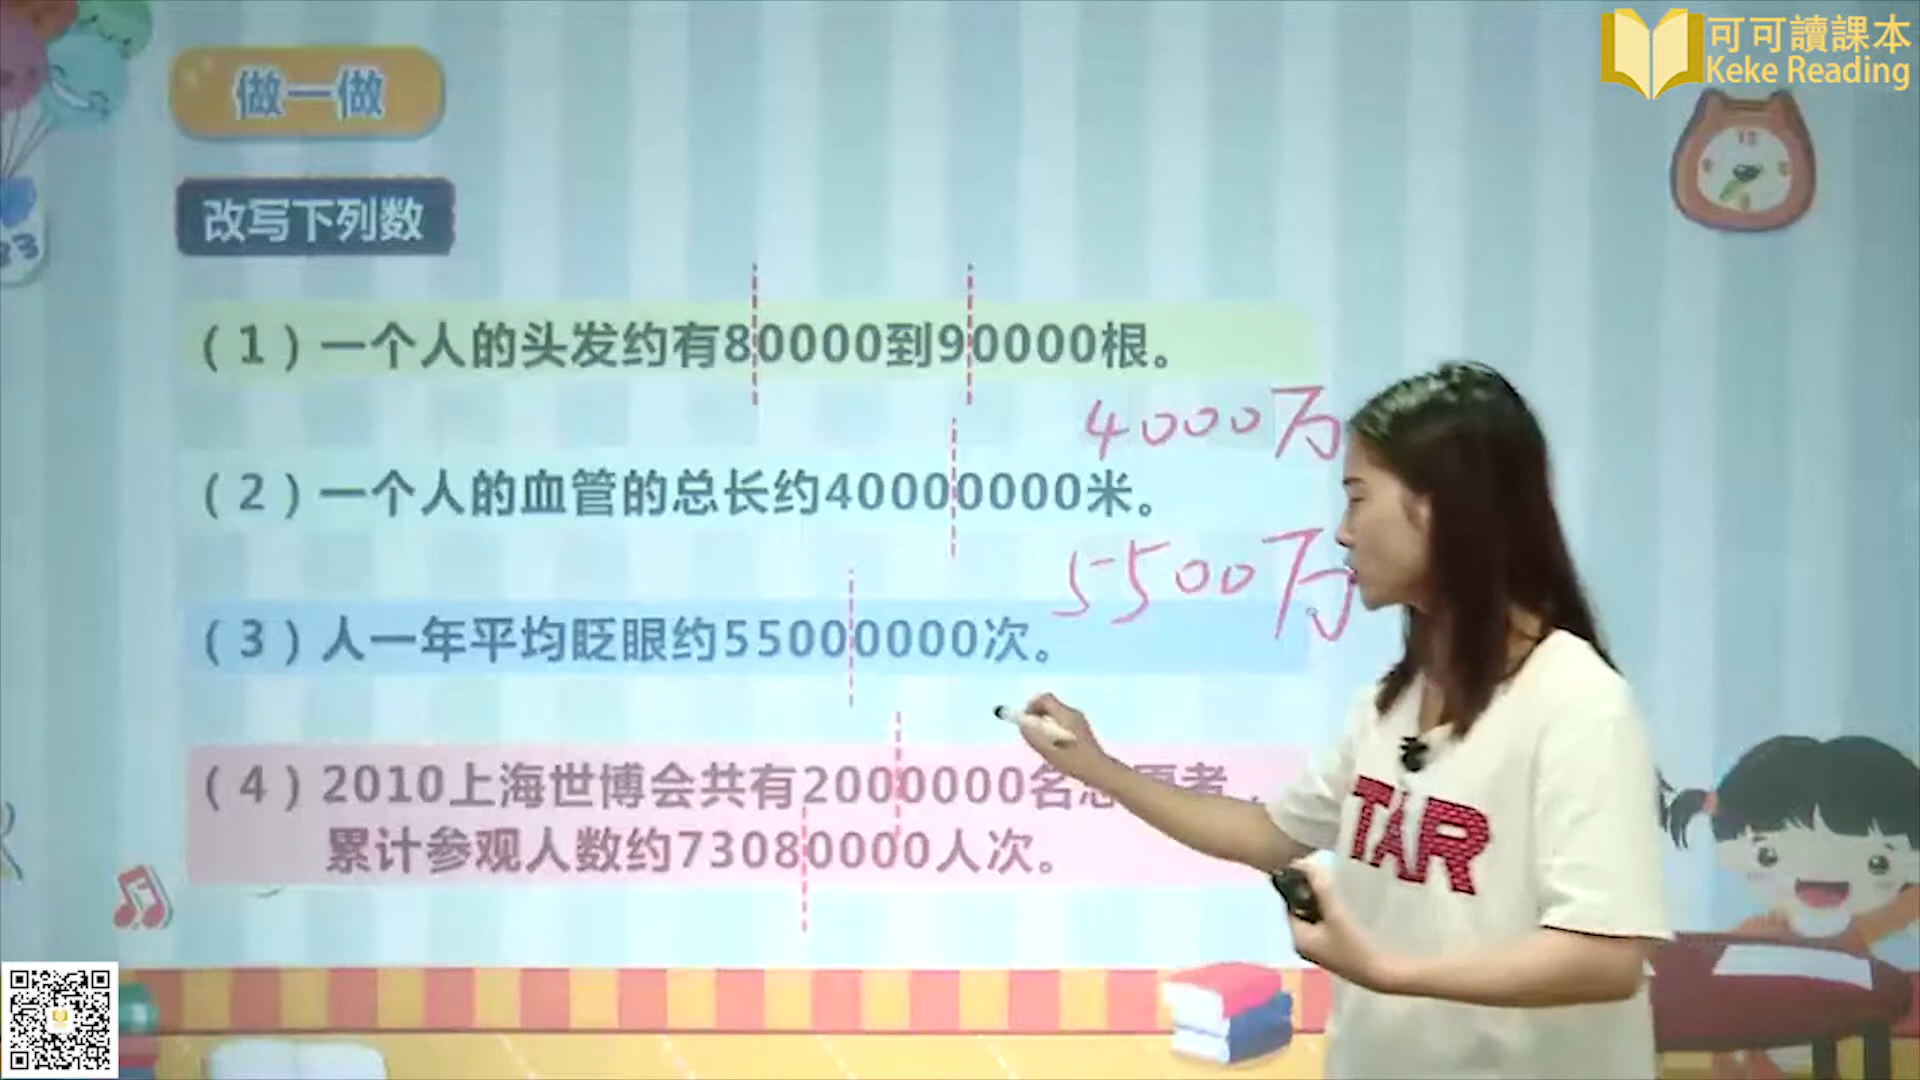 可可讀課本
Keke Reading
做一做
改写下列数
（1）一个人的头发约有80000到90000根。
4000万
（2）一个人的血管的总长约40000000米。
5500万
（3）人一年平均眨眼约55000000次。
（4）2010上海世博会共有2000000名志愿者，
累计参观人数约73080000人次。
TAR
12